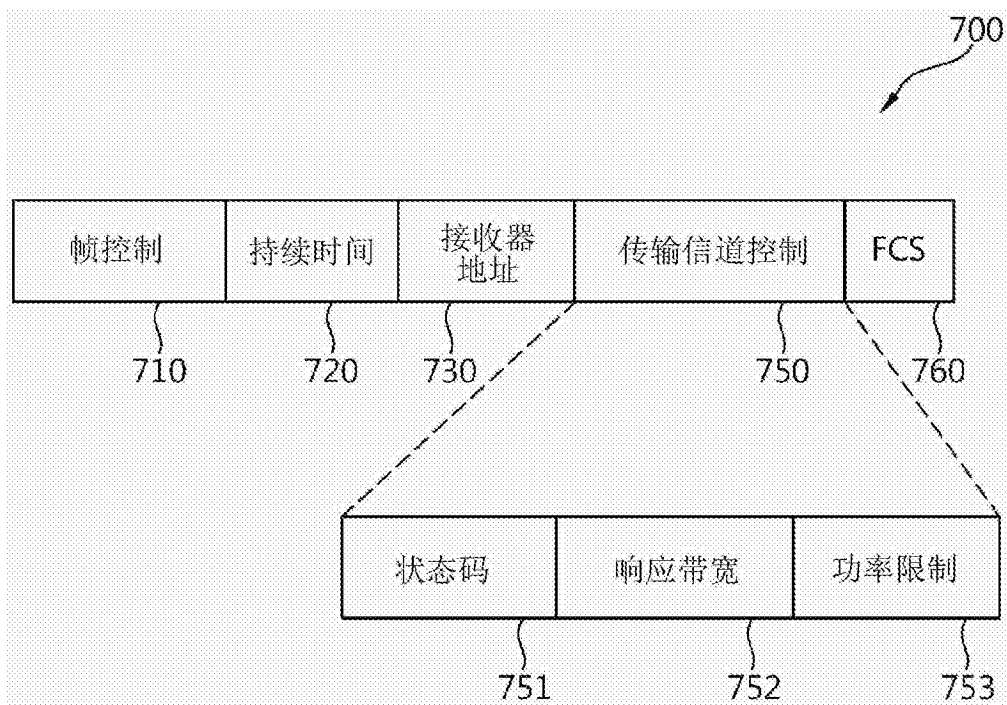 700
帧控制
持续时间
接收器
地址
传输信道控制
FCS
710
720
730
750
760
状态码
响应带宽
功率限制
751
752
753